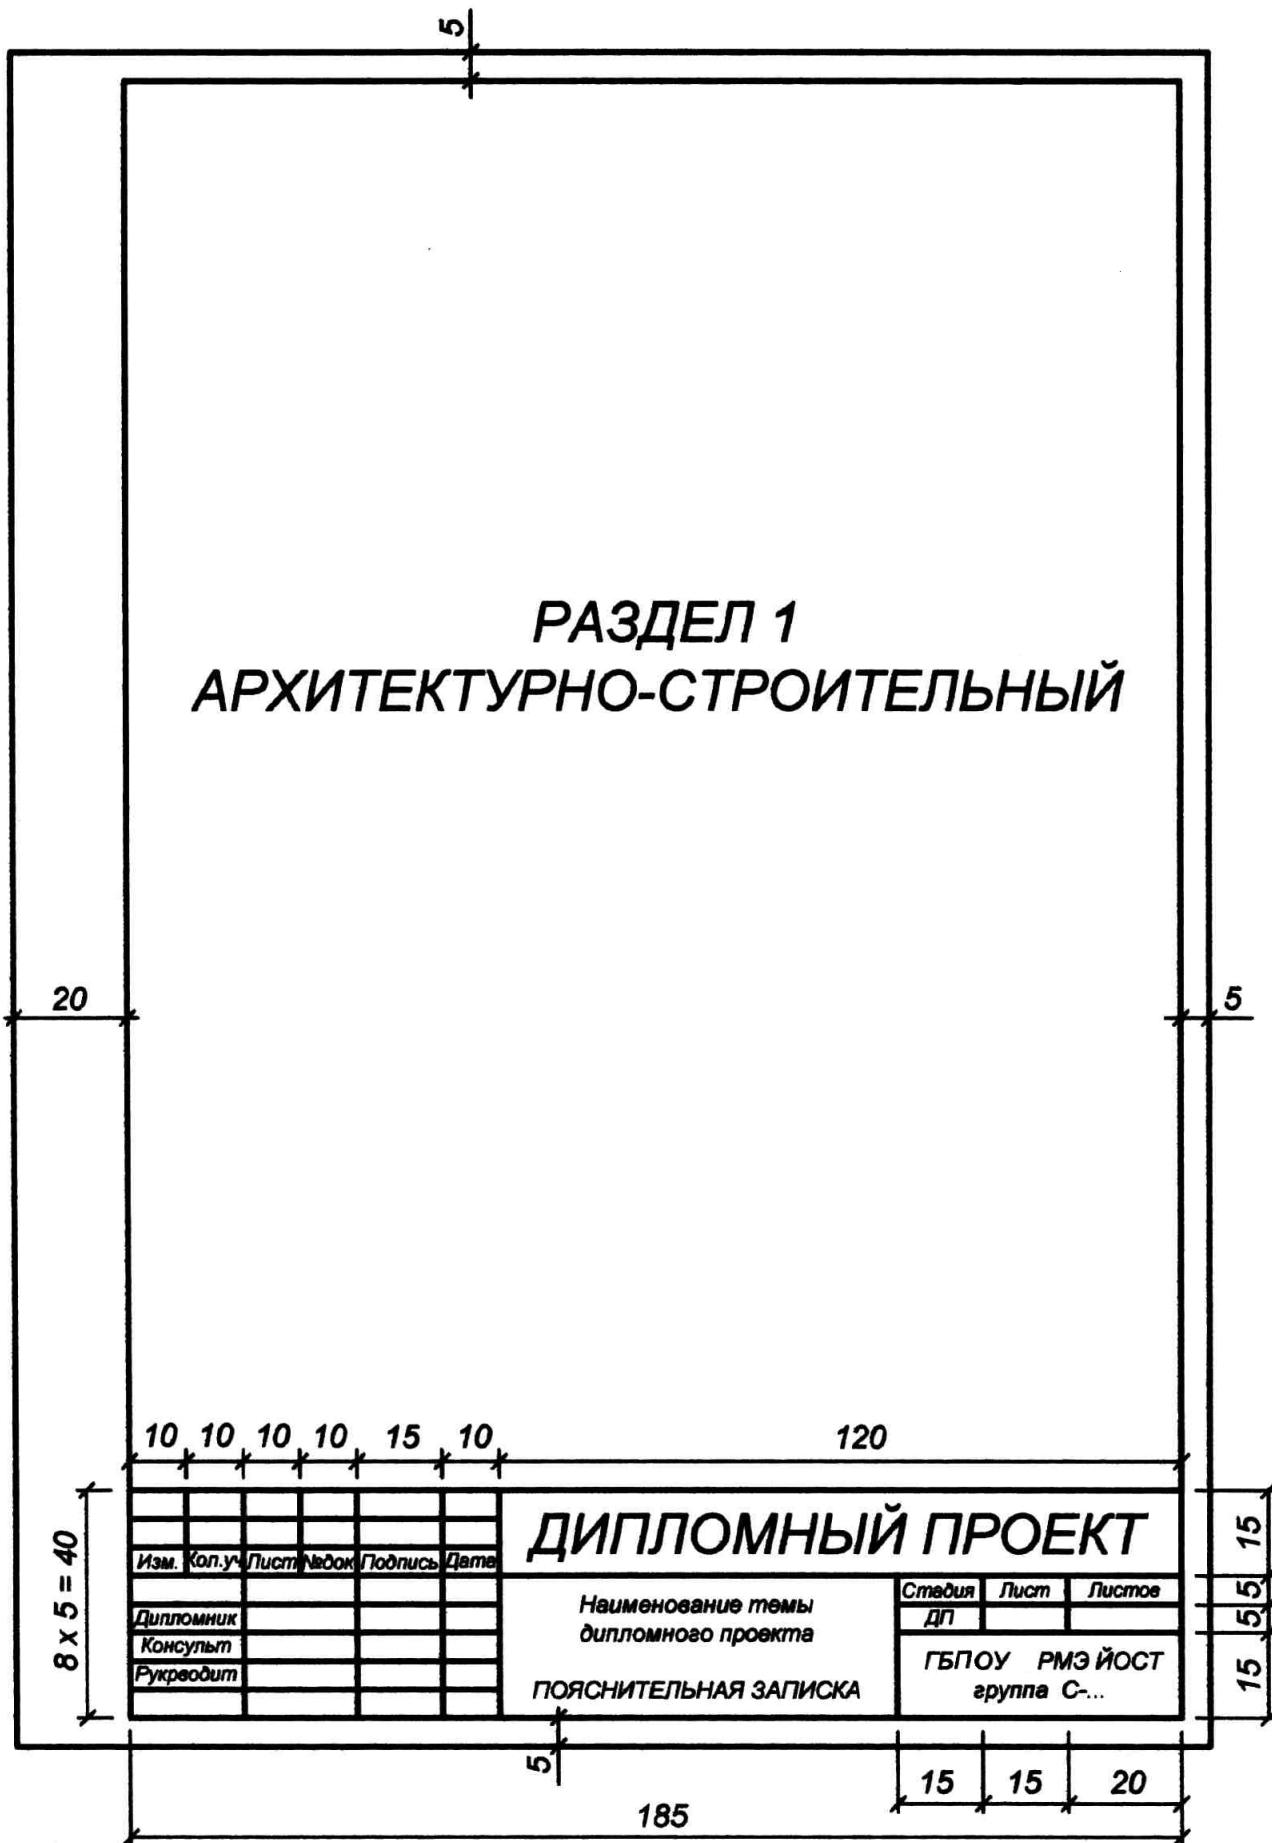 5
РАЗДЕЛ 1
АРХИТЕКТУРНО-СТРОИТЕЛЬНЫЙ
20
5
10 10 10 10 15 10 120
8 x 5 = 40
ДИПЛОМНЫЙ ПРОЕКТ
15
Изм. Кол.уч Лист №док Подпись Дата
Стадия Лист Листов
5
Наименование темы
дипломного проекта
Дипломник
ДП
5
Консульт
Рукрводит
ГБПОУ РМЭ ЙОСТ
группа С-...
15
ПОЯСНИТЕЛЬНАЯ ЗАПИСКА
5
15 15 20
185